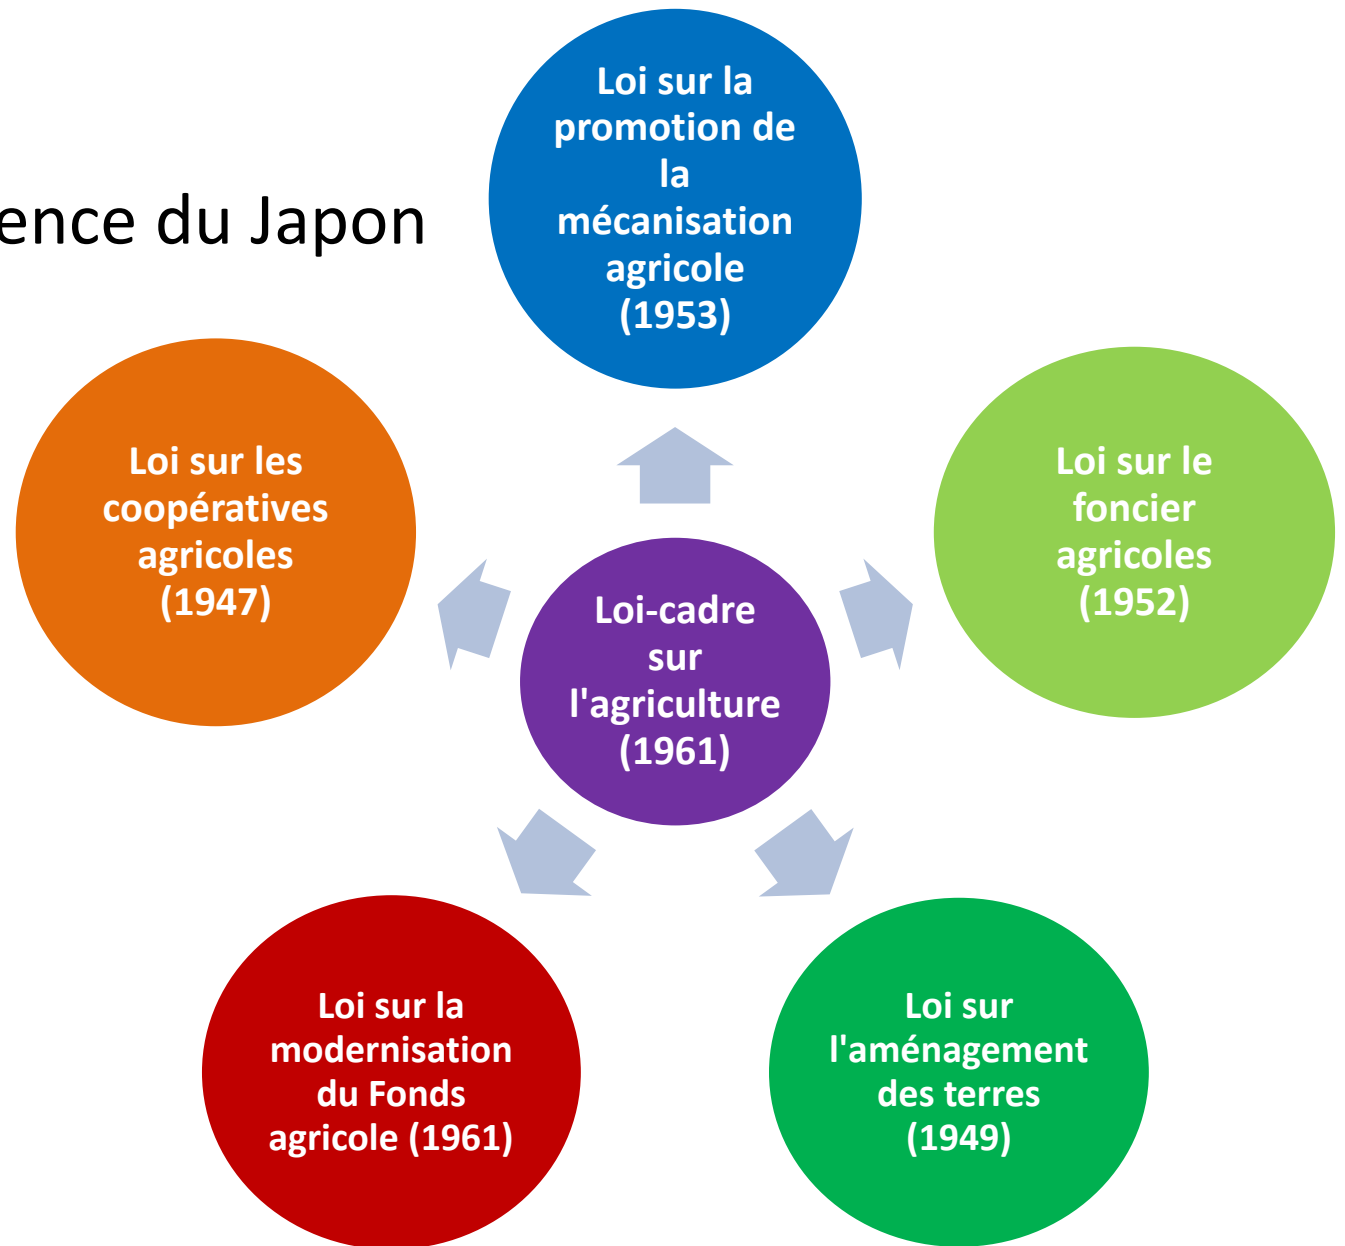 ence du Japon
Loi sur la
promotion de
la
mécanisation
agricole
(1953)
Loi sur les
coopératives
agricoles
(1947)
Loi sur le
foncier
agricoles
(1952)
Loi-cadre
sur
l'agriculture
(1961)
Loi sur la
modernisation
du Fonds
agricole (1961)
Loi sur
l'aménagement
des terres
(1949)